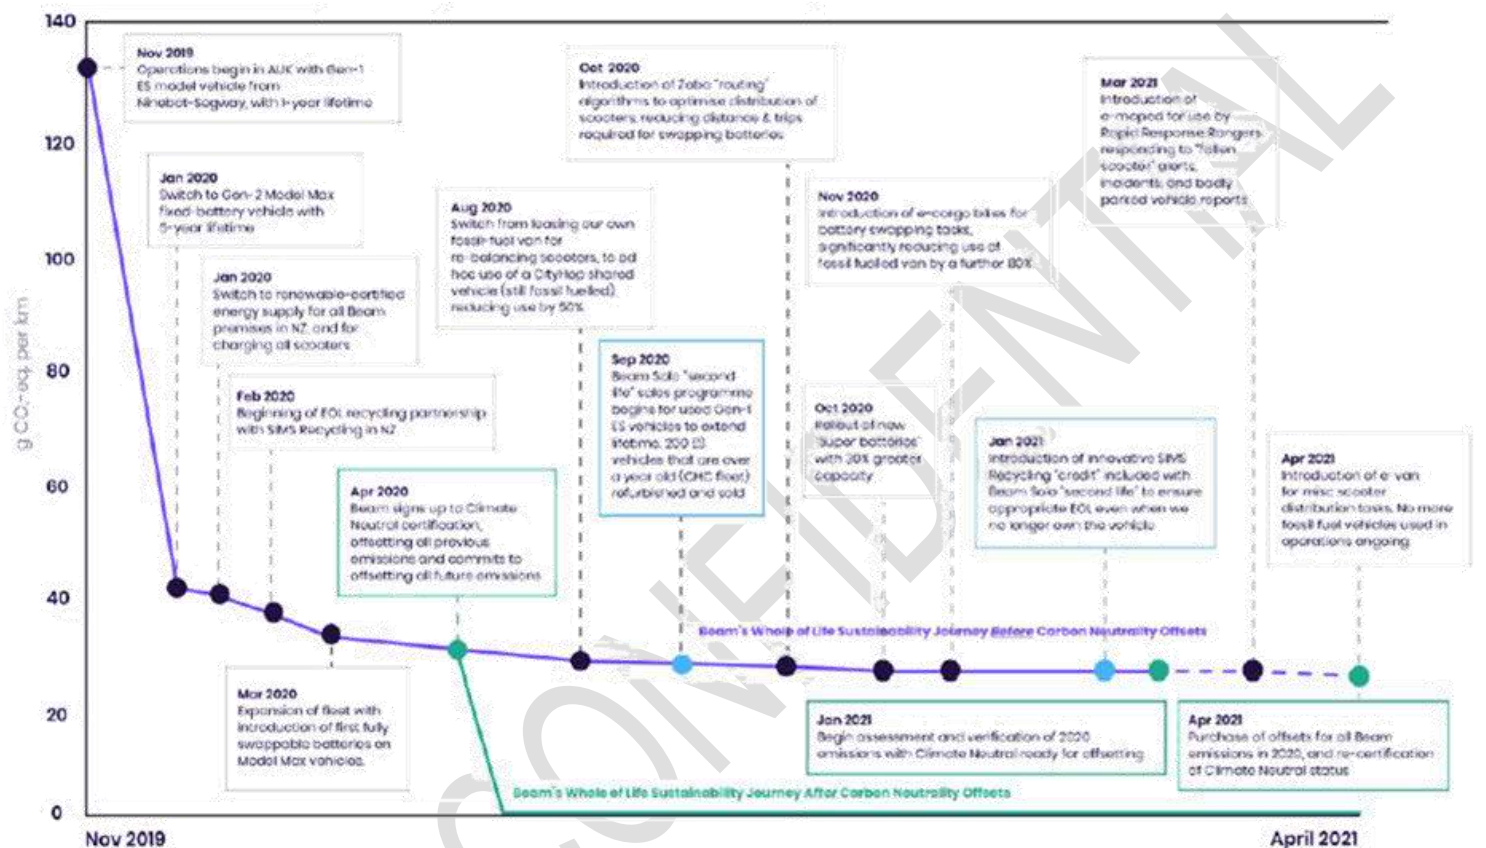 140
120
100
80
60
40
20
0
g CO₂-eq. per km
Nov 2019
April 2021
Nov 2019
Operations begin in AUK with Gen-1
ES model vehicle from
Ninebot-Segway, with 1-year lifetime
Jan 2020
Switch to Gen-2 Model Max
fixed-battery vehicle with
5-year lifetime
Jan 2020
Switch to renewable-certified
energy supply for all Beam
premises in NZ, and for
charging all scooters
Feb 2020
Beginning of EOL recycling partnership
with SIMS Recycling in NZ
Mar 2020
Expansion of fleet with
introduction of first fully
swappable batteries on
Model Max vehicles.
Apr 2020
Beam signs up to Climate
Neutral certification,
offsetting all previous
emissions and commits to
offsetting all future emissions
Aug 2020
Switch from leasing our own
fossil-fuel van for
re-balancing scooters, to ad
hoc use of a CityHop shared
vehicle (still fossil fuelled)
reducing use by 50%
Sep 2020
Beam Solo "second-
life" sales programme
begins for used Gen-1
ES vehicles to extend
lifetime. 200 ES
vehicles that are over
a year old (CHC fleet)
refurbished and sold
Oct 2020
Introduction of Zoba "routing"
algorithms to optimise distribution of
scooters, reducing distance & trips
required for swapping batteries
Oct 2020
Rollout of new
"super batteries"
with 30% greater
capacity
Nov 2020
Introduction of e-cargo bikes for
battery swapping tasks,
significantly reducing use of
fossil fuelled van by a further 80%
Jan 2021
Introduction of innovative SIMS
Recycling "credit" included with
Beam Solo "second life" to ensure
appropriate EOL even when we
no longer own the vehicle
Mar 2021
Introduction of
e-moped for use by
Rapid Response Rangers
responding to "fallen
scooter" alerts,
incidents, and badly
parked vehicle reports
Apr 2021
Introduction of e-van
for misc scooter
distribution tasks. No more
fossil fuel vehicles used in
operations ongoing
Beam's Whole of Life Sustainability Journey Before Carbon Neutrality Offsets
Jan 2021
Begin assessment and verification of 2020
emissions with Climate Neutral ready for offsetting
Apr 2021
Purchase of offsets for all Beam
emissions in 2020, and re-certification
of Climate Neutral status
Beam's Whole of Life Sustainability Journey After Carbon Neutrality Offsets
CONFIDENTIAL